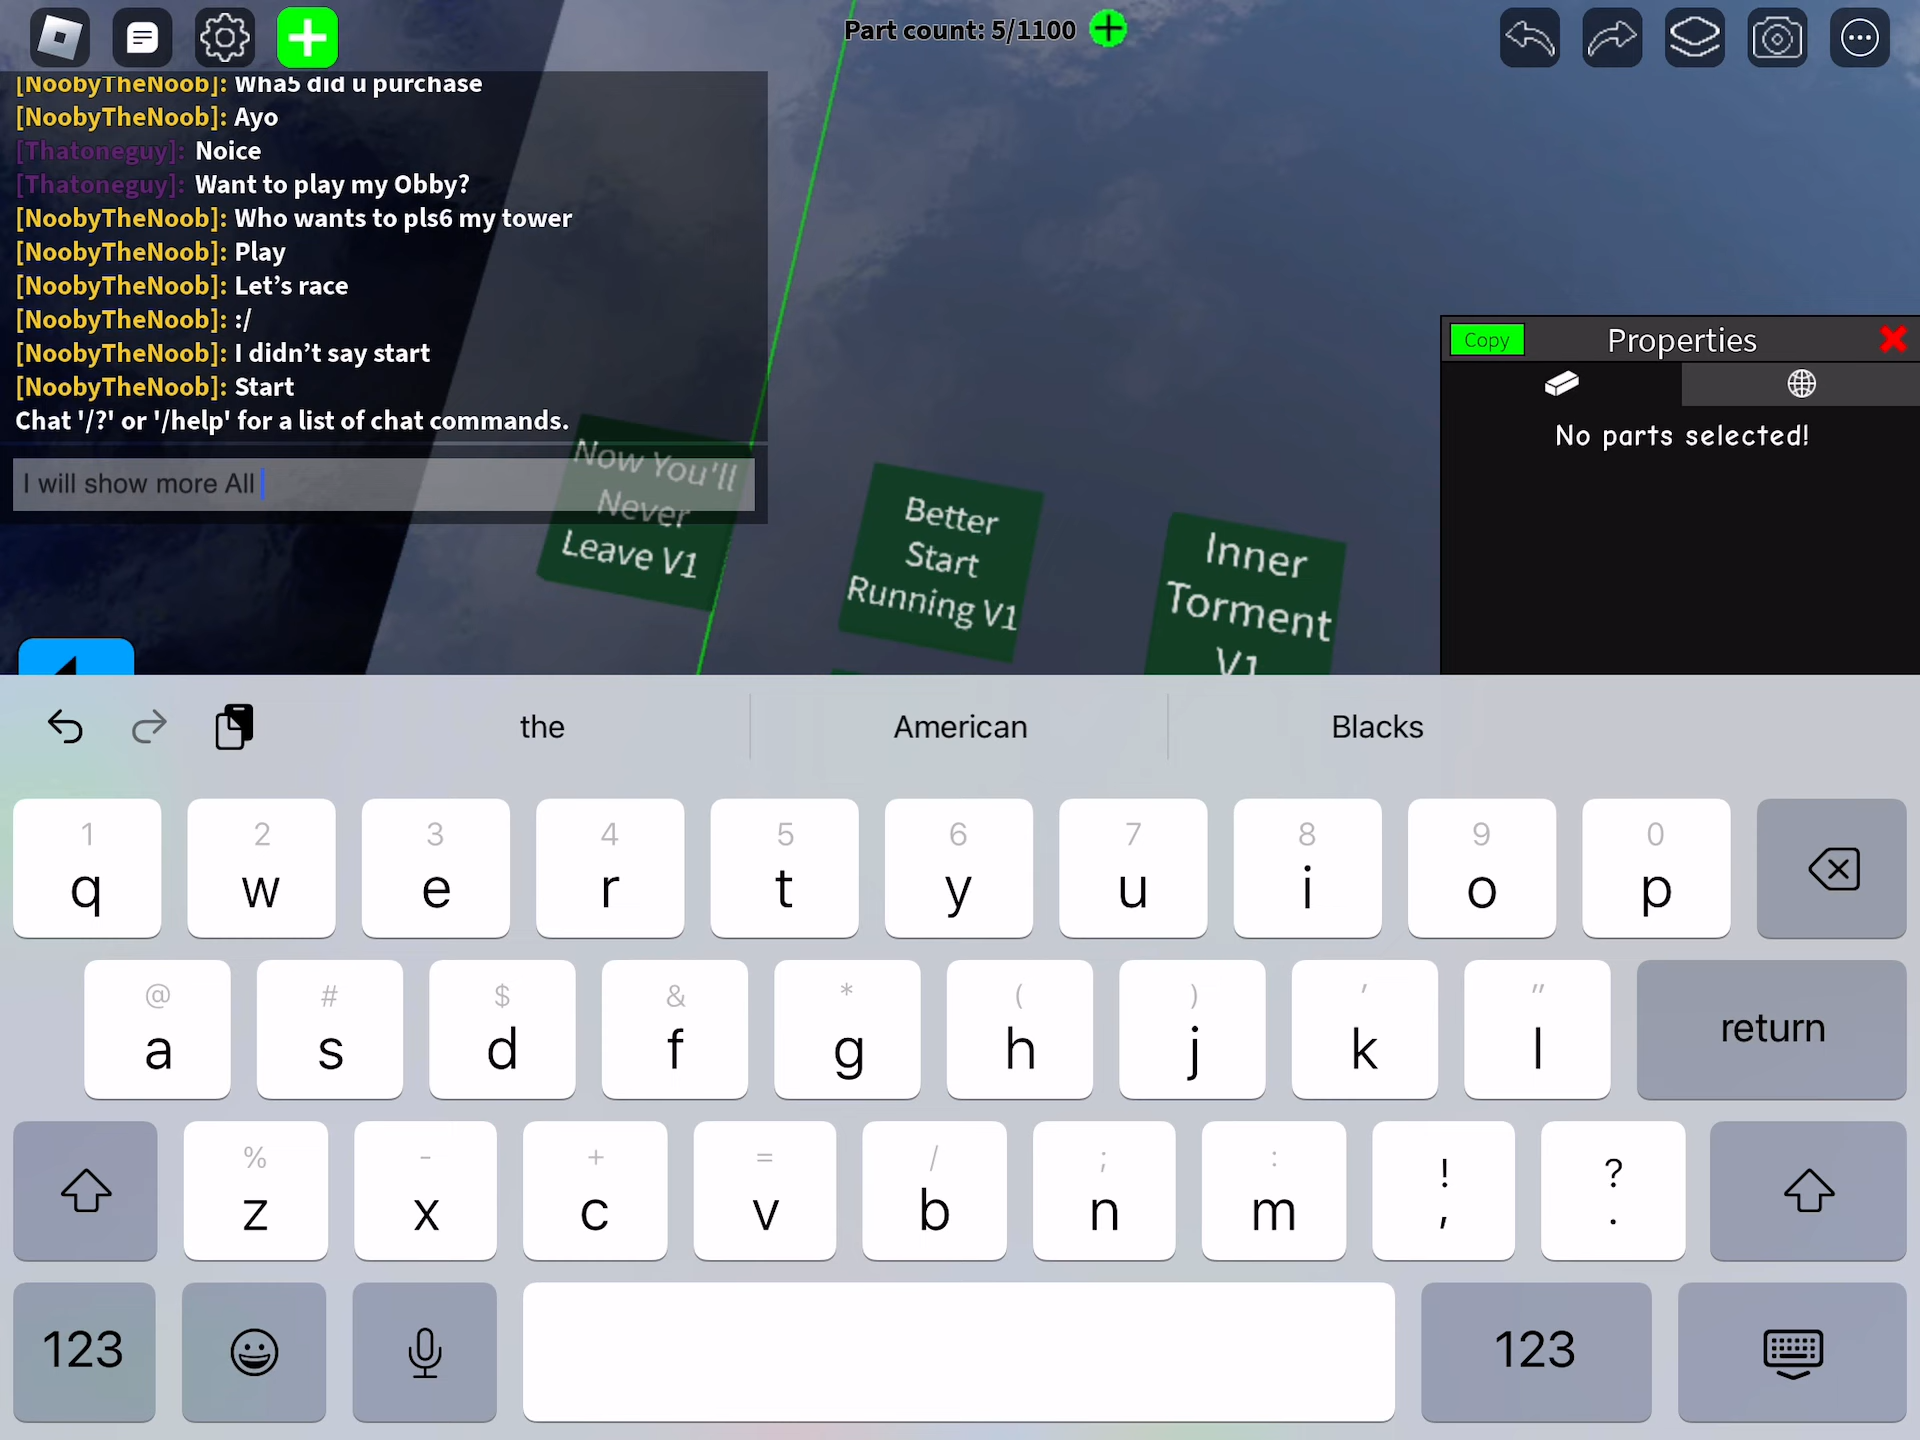 Part count: 5/1100
[NoobyTheNoob]: Wha5 did u purchase
[NoobyTheNoob]: Ayo
[Thatoneguy]: Noice
[Thatoneguy]: Want to play my Obby?
[NoobyTheNoob]: Who wants to pls6 my tower
[NoobyTheNoob]: Play
[NoobyTheNoob]: Let’s race
[NoobyTheNoob]: :/
[NoobyTheNoob]: I didn’t say start
[NoobyTheNoob]: Start
Chat '/?' or '/help' for a list of chat commands.
I will show more All
Now You'll
Never
Leave V1
Better
Start
Running V1
Inner
Torment
V1
Copy Properties
No parts selected!
the American Blacks
1 2 3 4 5 6 7 8 9 0
q w e r t y u i o p
@ # $ & * ( ) ' "
a s d f g h j k l return
% - + = / ; : ! ?
z x c v b n m , .
123 123